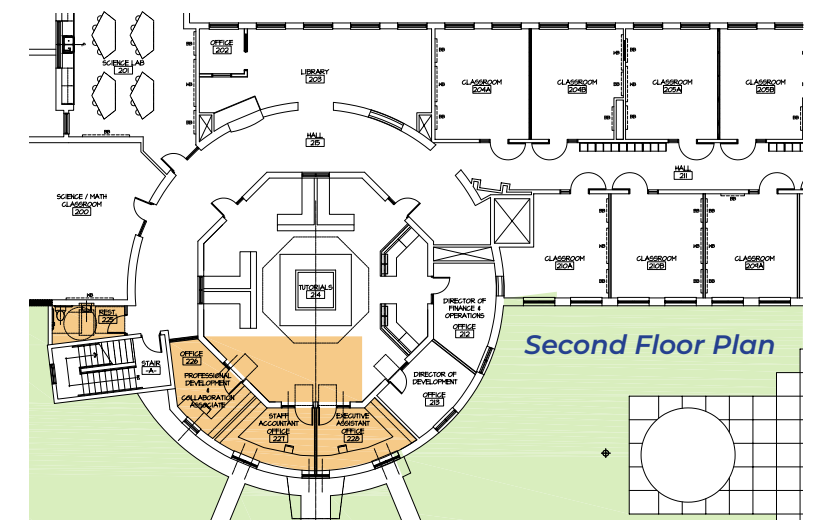 OFFICE
202
SCIENCE LAB
201
LIBRARY
203
CLASSROOM
204A
CLASSROOM
204B
CLASSROOM
205A
CLASSROOM
205B
HALL
215
HALL
211
SCIENCE / MATH
CLASSROOM
200
CLASSROOM
210A
CLASSROOM
210B
CLASSROOM
209A
TUTORIALS
214
DIRECTOR OF
FINANCE &
OPERATIONS
OFFICE
212
REST.
225
STAIR
-A-
OFFICE
226
PROFESSIONAL
DEVELOPMENT
&
COLLABORATION
ASSOCIATE
DIRECTOR OF
DEVELOPMENT
OFFICE
213
STAFF
ACCOUNTANT
OFFICE
227
EXECUTIVE
ASSISTANT
OFFICE
228
Second Floor Plan